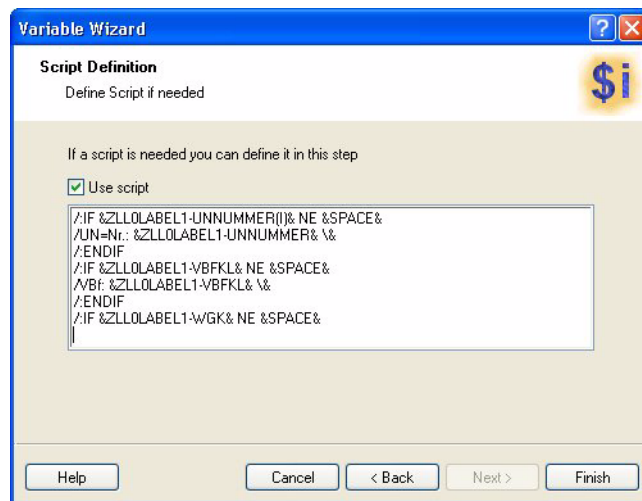 Variable Wizard
Script Definition
Define Script if needed
$i
If a script is needed you can define it in this step
Use script
/:IF &ZLL0LABEL1-UNNUMMER(I)& NE &SPACE&
/UN=Nr.: &ZLL0LABEL1-UNNUMMER& \&
/:ENDIF
/:IF &ZLL0LABEL1-VBFKL& NE &SPACE&
/VBf: &ZLL0LABEL1-VBFKL& \&
/:ENDIF
/:IF &ZLL0LABEL1-WGK& NE &SPACE&
Help Cancel < Back Next > Finish